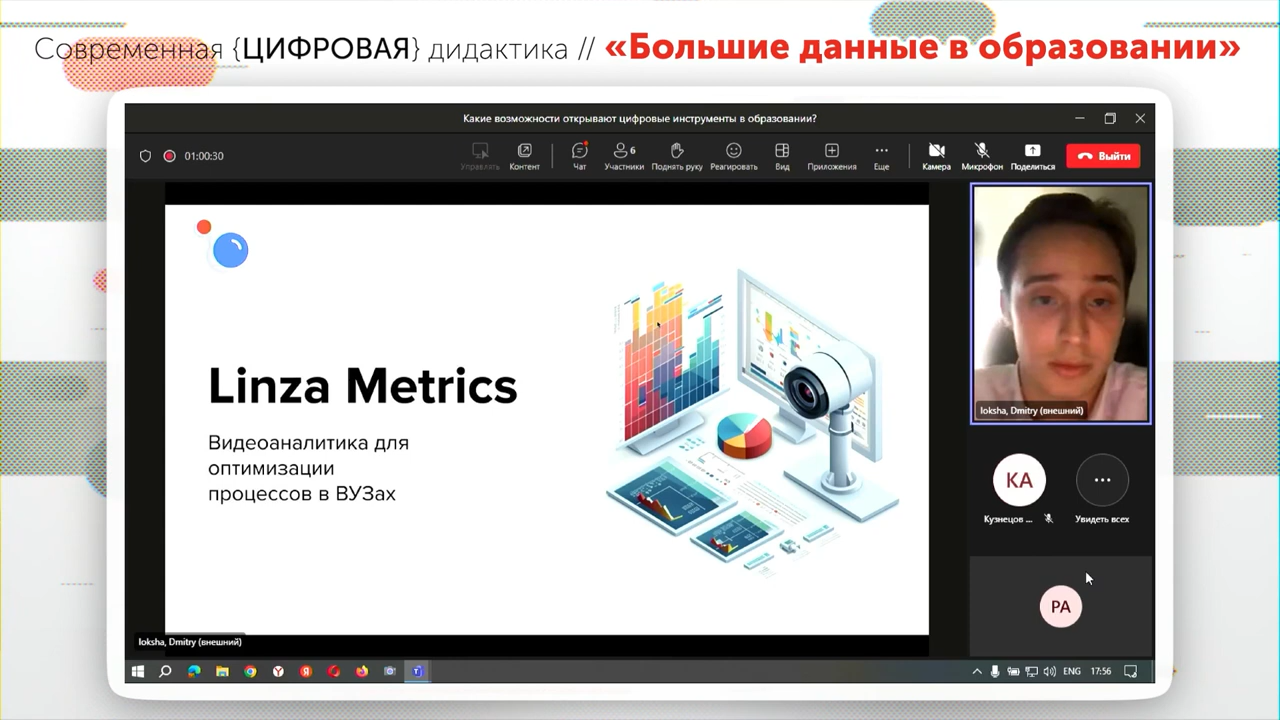 Современная {ЦИФРОВАЯ} дидактика // «Большие данные в образовании»
Какие возможности открывают цифровые инструменты в образовании?
01:00:30
Управлять
Контент
Чат
6
Участники
Поднять руку
Реагировать
Вид
Приложения
Еще
Камера
Микрофон
Поделиться
Выйти
Linza Metrics
Видеоаналитика для
оптимизации
процессов в ВУЗах
Ioksha, Dmitry (внешний)
КА
Кузнецов ...
Увидеть всех
РА
Ioksha, Dmitry (внешний)
ENG
17:56